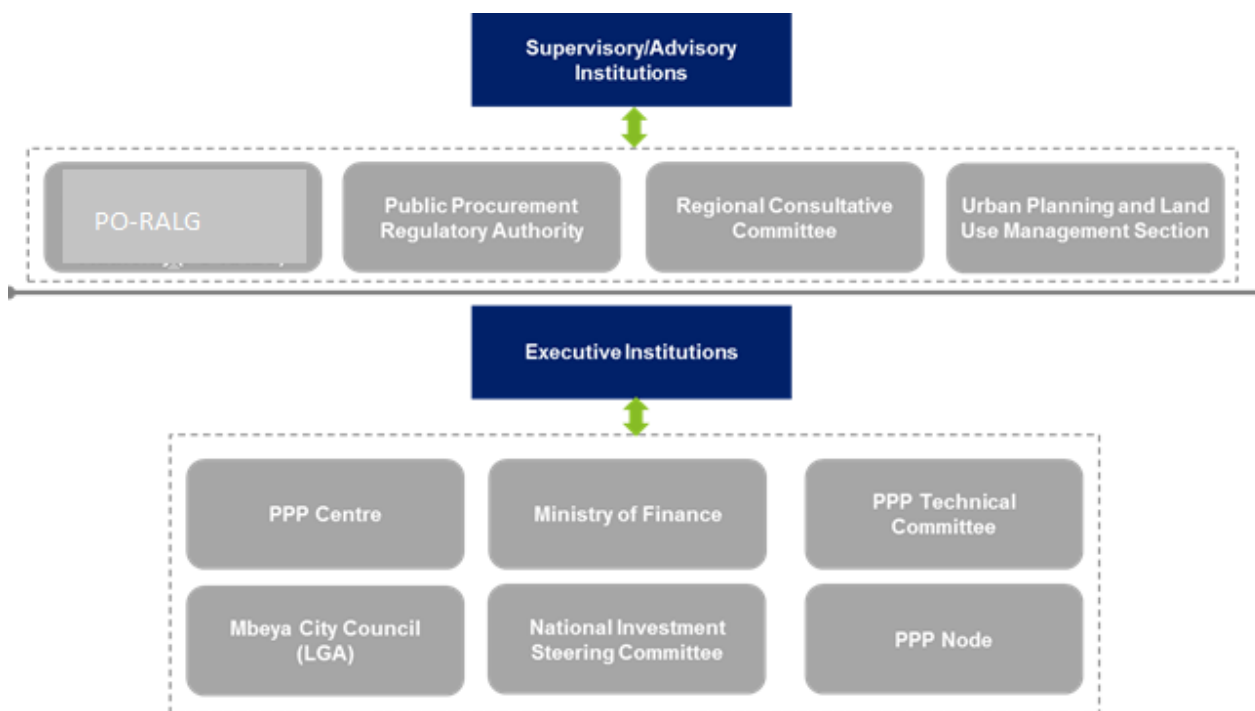 Supervisory/Advisory
Institutions
PO-RALG
Public Procurement
Regulatory Authority
Regional Consultative
Committee
Urban Planning and Land
Use Management Section
Executive Institutions
PPP Centre
Ministry of Finance
PPP Technical
Committee
Mbeya City Council
(LGA)
National Investment
Steering Committee
PPP Node